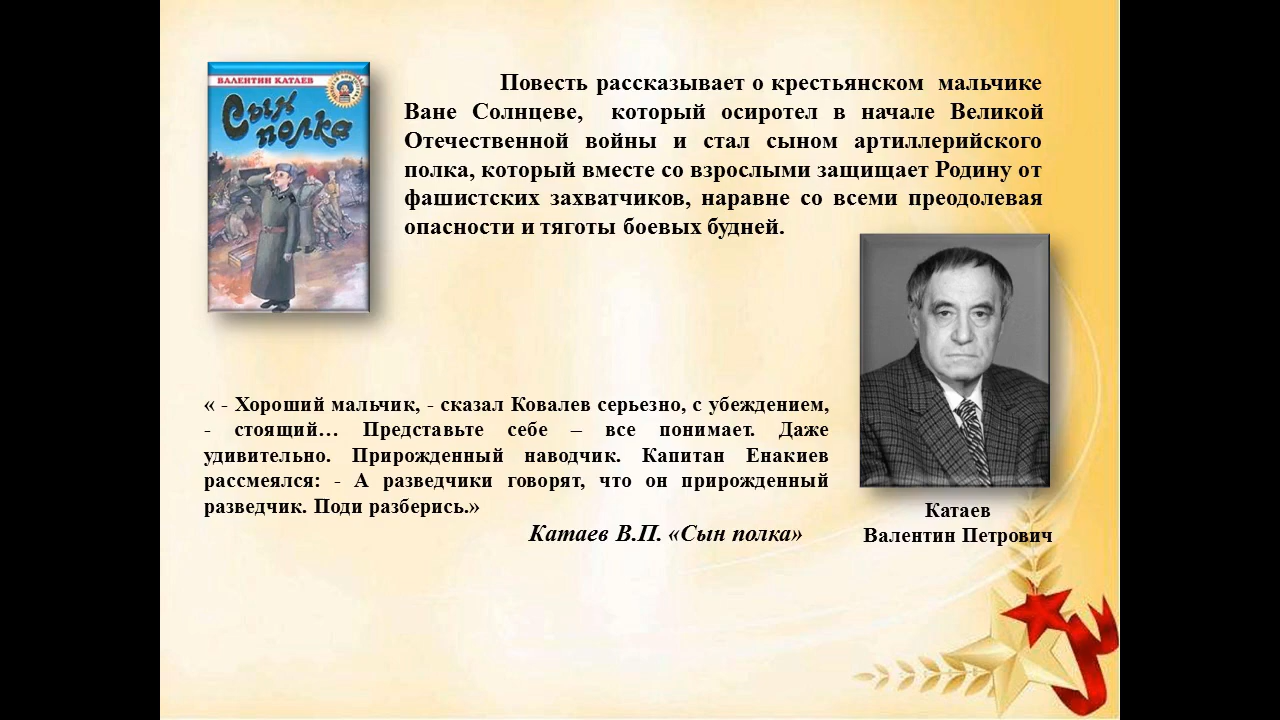 ВАЛЕНТИН КАТАЕВ
Сын
полка
Повесть рассказывает о крестьянском мальчике
Ване Солнцеве, который осиротел в начале Великой
Отечественной войны и стал сыном артиллерийского
полка, который вместе со взрослыми защищает Родину от
фашистских захватчиков, наравне со всеми преодолевая
опасности и тяготы боевых будней.
« - Хороший мальчик, - сказал Ковалев серьезно, с убеждением,
- стоящий… Представьте себе – все понимает. Даже
удивительно. Прирожденный наводчик. Капитан Енакиев
рассмеялся: - А разведчики говорят, что он прирожденный
разведчик. Поди разберись.»
Катаев В.П. «Сын полка»
Катаев
Валентин Петрович